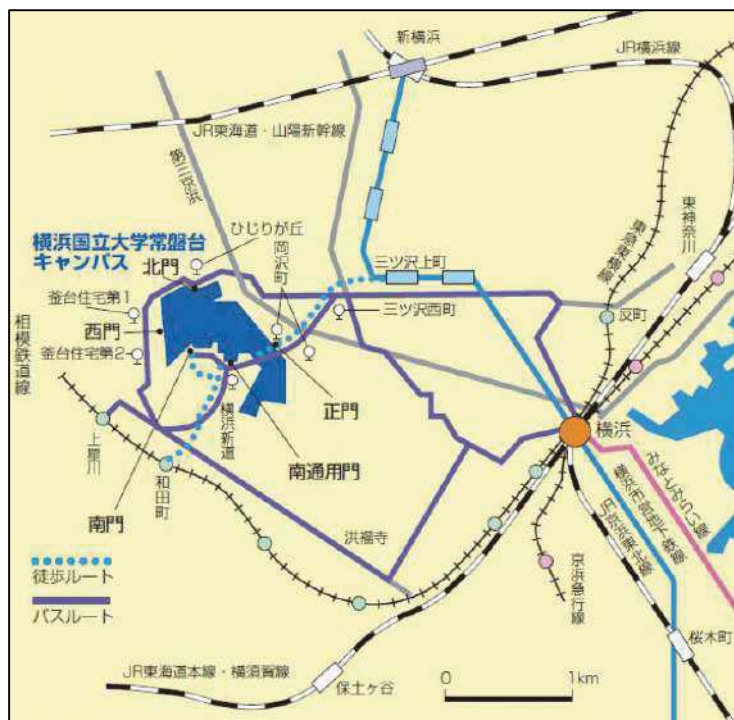 新横浜
JR横浜線
JR東海道・山陽新幹線
第三京浜
東神奈川
東急東横線
ひじりが丘
横浜国立大学常盤台
キャンパス
北門
岡沢町
三ツ沢上町
釜台住宅第1
三ツ沢西町
反町
相模鉄道線
西門
釜台住宅第2
正門
横浜新道
横浜
上星川
南通用門
和田町
みなとみらい線
横浜市営地下鉄線
JR京浜東北線
南門
洪福寺
京浜急行線
徒歩ルート
バスルート
桜木町
JR東海道本線・横須賀線
保土ヶ谷
0
1km